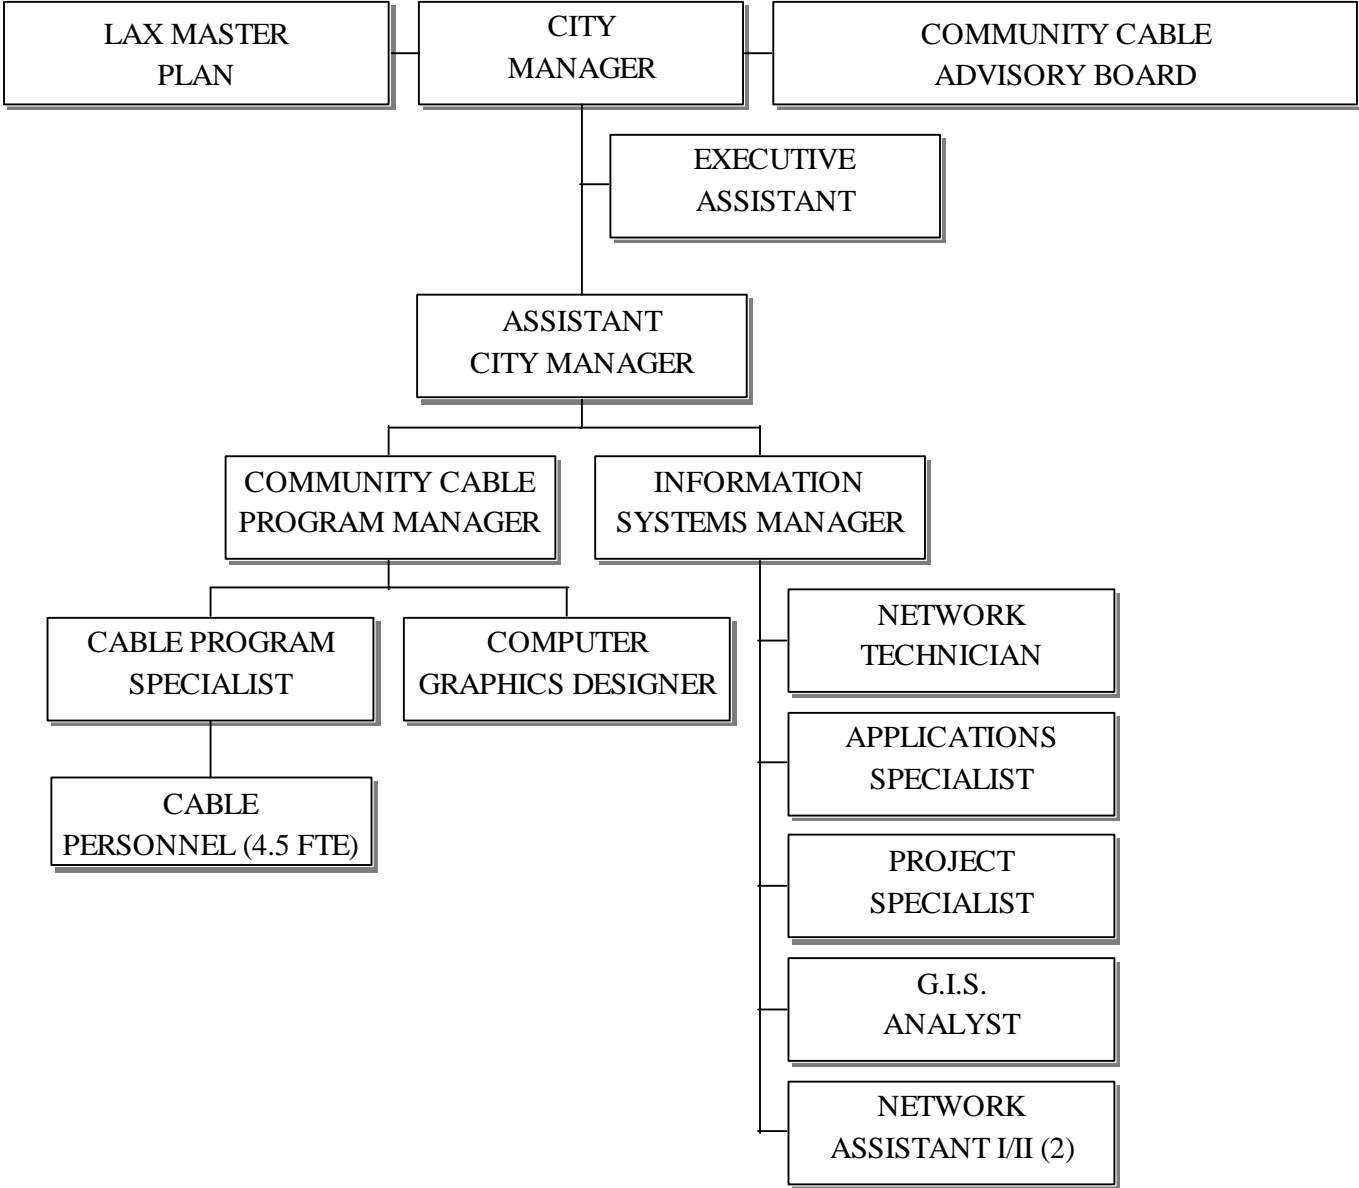 LAX MASTER
PLAN
CITY
MANAGER
COMMUNITY CABLE
ADVISORY BOARD
EXECUTIVE
ASSISTANT
ASSISTANT
CITY MANAGER
COMMUNITY CABLE
PROGRAM MANAGER
INFORMATION
SYSTEMS MANAGER
CABLE PROGRAM
SPECIALIST
COMPUTER
GRAPHICS DESIGNER
CABLE
PERSONNEL (4.5 FTE)
NETWORK
TECHNICIAN
APPLICATIONS
SPECIALIST
PROJECT
SPECIALIST
G.I.S.
ANALYST
NETWORK
ASSISTANT I/II (2)